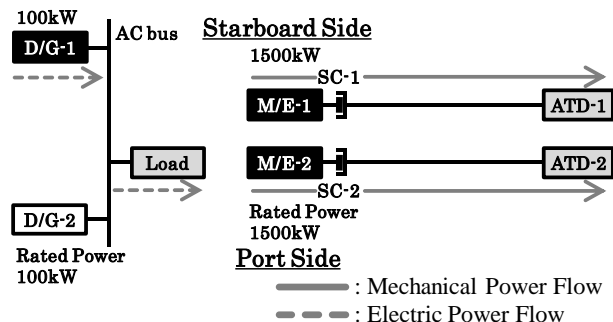 100kW
D/G-1
AC bus
Load
D/G-2
Rated Power
100kW
Starboard Side
1500kW
SC-1
M/E-1
ATD-1
M/E-2
ATD-2
SC-2
Rated Power
1500kW
Port Side
: Mechanical Power Flow
: Electric Power Flow